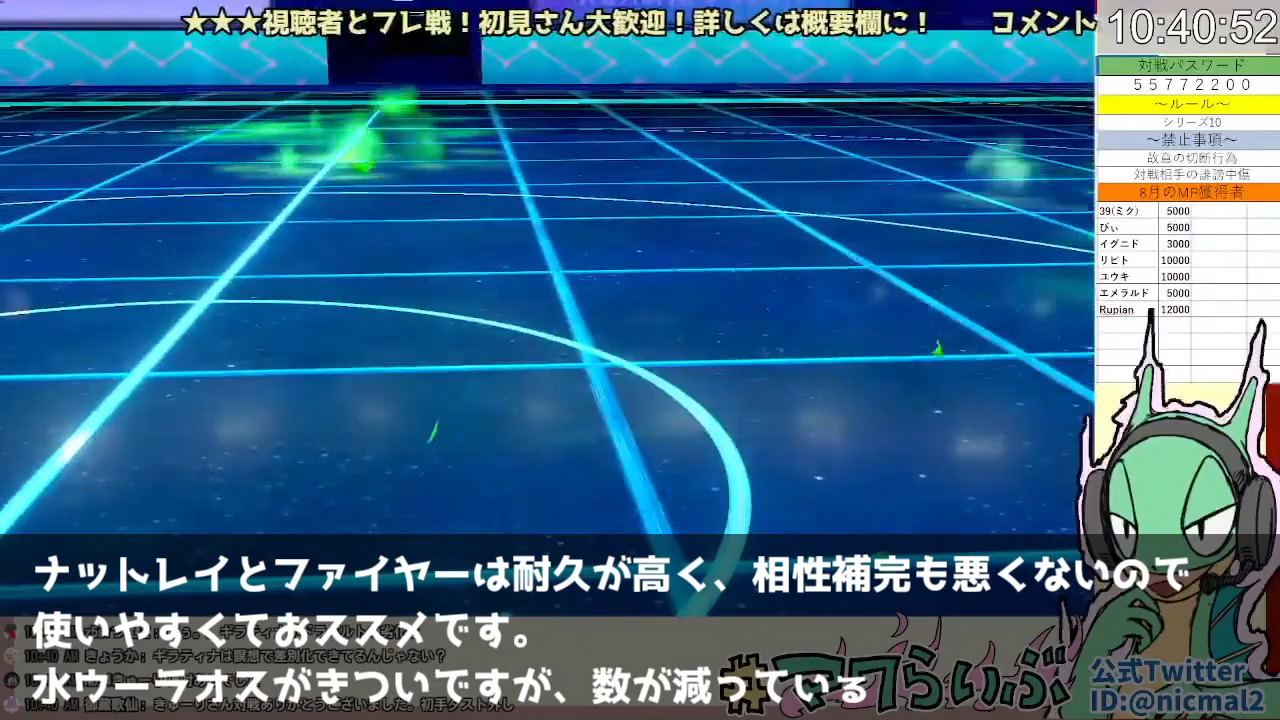 ★★★視聴者とフレ戦！初見さん大歓迎！詳しくは概要欄に！ コメント
10:40:52
対戦パスワード
５５７７２２００
～ルール～
シリーズ10
～禁止事項～
故意の切断行為
対戦相手の誹謗中傷
8月のMP獲得者
39(ミク) 5000
ぴぃ 5000
イグニド 3000
リビト 10000
ユウキ 10000
エメラルド 5000
Rupian 12000
ナットレイとファイヤーは耐久が高く、相性補完も悪くないので
使いやすくておススメです。
10:40 AM きょうか: ギラティナは瞑想で差別化できてるんじゃない？
水ウーラオスがきついですが、数が減っている
#マフらいぶ
公式Twitter
ID:@nicmal2